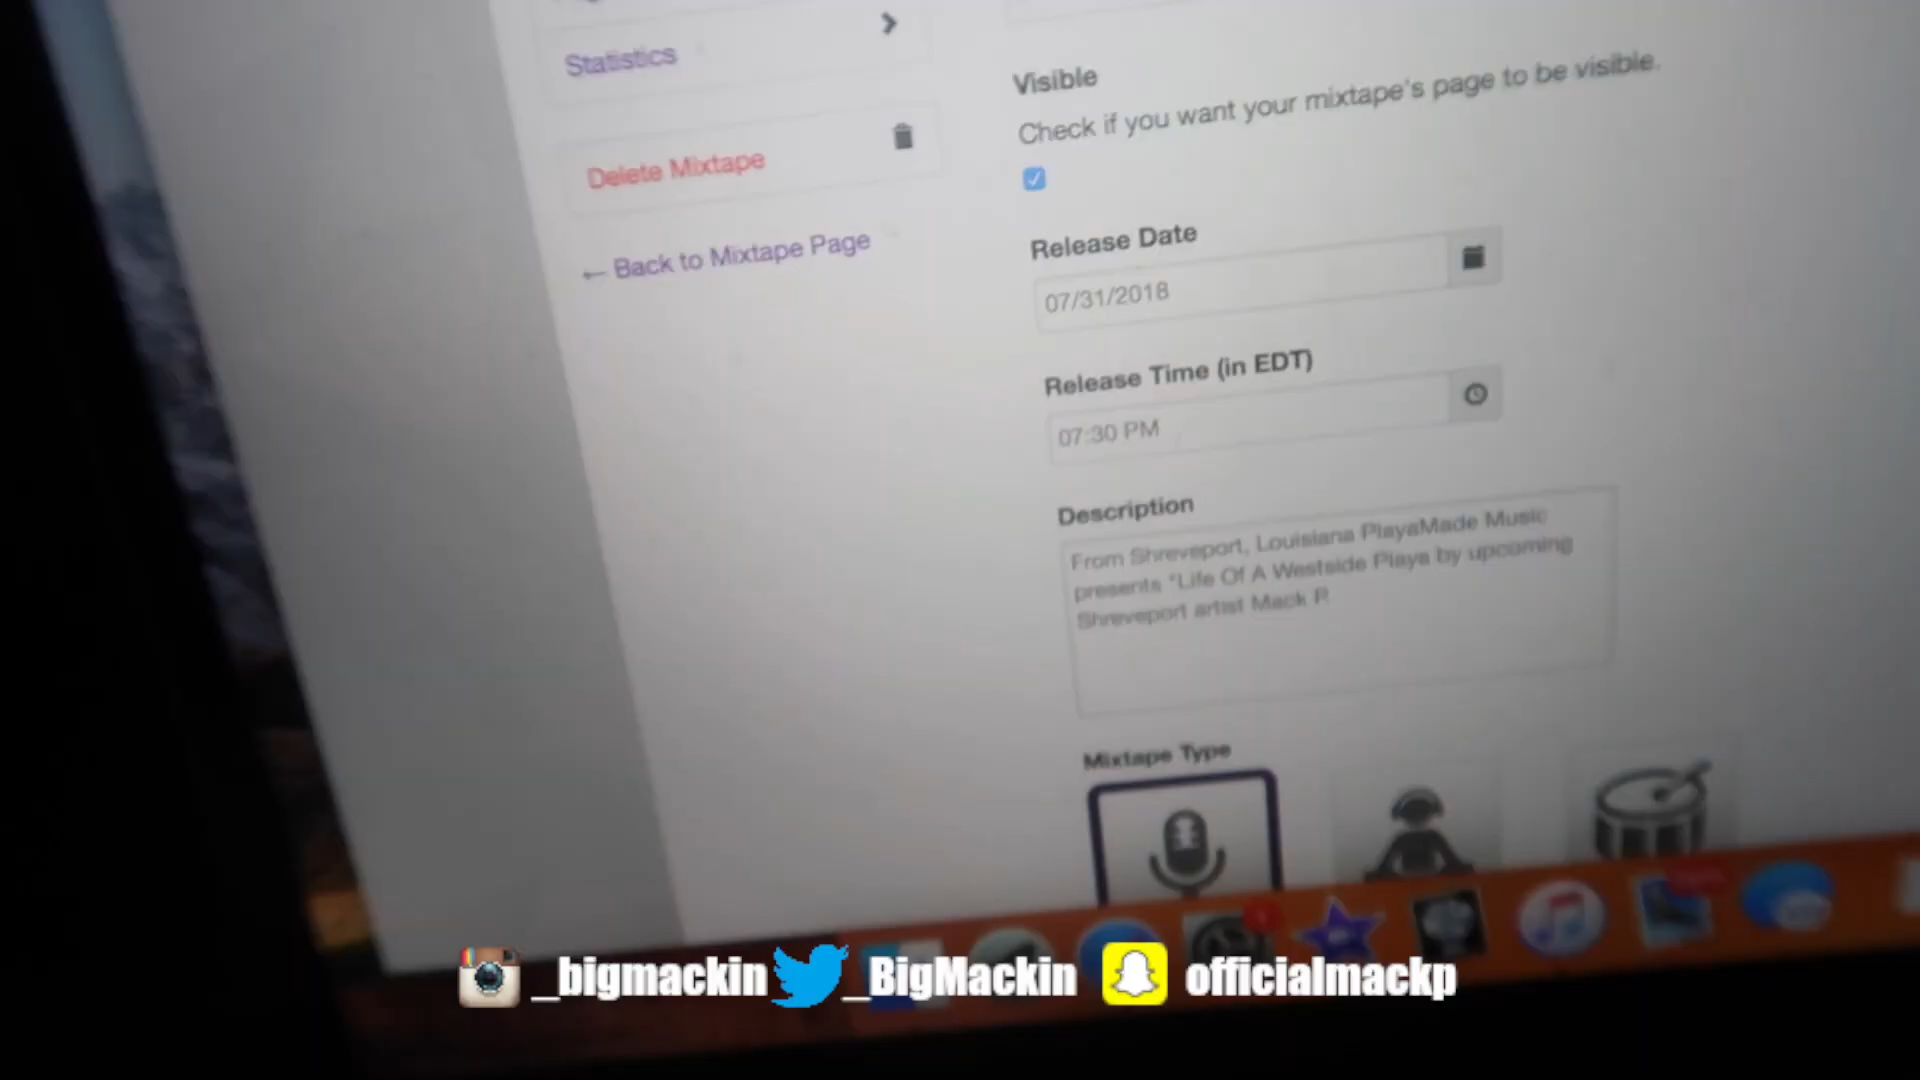 Statistics
Delete Mixtape
← Back to Mixtape Page
Visible
Check if you want your mixtape's page to be visible.
Release Date
07/31/2018
Release Time (in EDT)
07:30 PM
Description
From Shreveport, Louisiana PlayaMade Music
presents "Life Of A Westside Playa by upcoming
Shreveport artist Mack P.
Mixtape Type
_bigmackin _BigMackin officialmackp